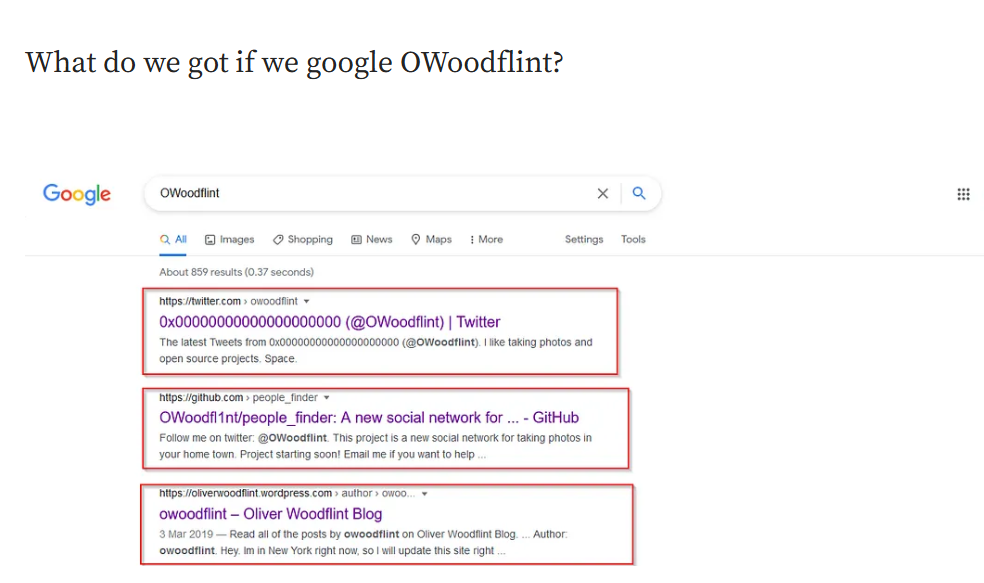 What do we got if we google OWoodflint?
Google
OWoodflint
All Images Shopping News Maps More Settings Tools
About 859 results (0.37 seconds)
https://twitter.com › owoodflint
0x00000000000000000000 (@OWoodflint) | Twitter
The latest Tweets from 0x00000000000000000000 (@OWoodflint). I like taking photos and
open source projects. Space.
https://github.com › people_finder
OWoodfl1nt/people_finder: A new social network for ... - GitHub
Follow me on twitter: @OWoodflint. This project is a new social network for taking photos in
your home town. Project starting soon! Email me if you want to help ...
https://oliverwoodflint.wordpress.com › author › owoo...
owoodflint – Oliver Woodflint Blog
3 Mar 2019 — Read all of the posts by owoodflint on Oliver Woodflint Blog. ... Author:
owoodflint. Hey. Im in New York right now, so I will update this site right ...